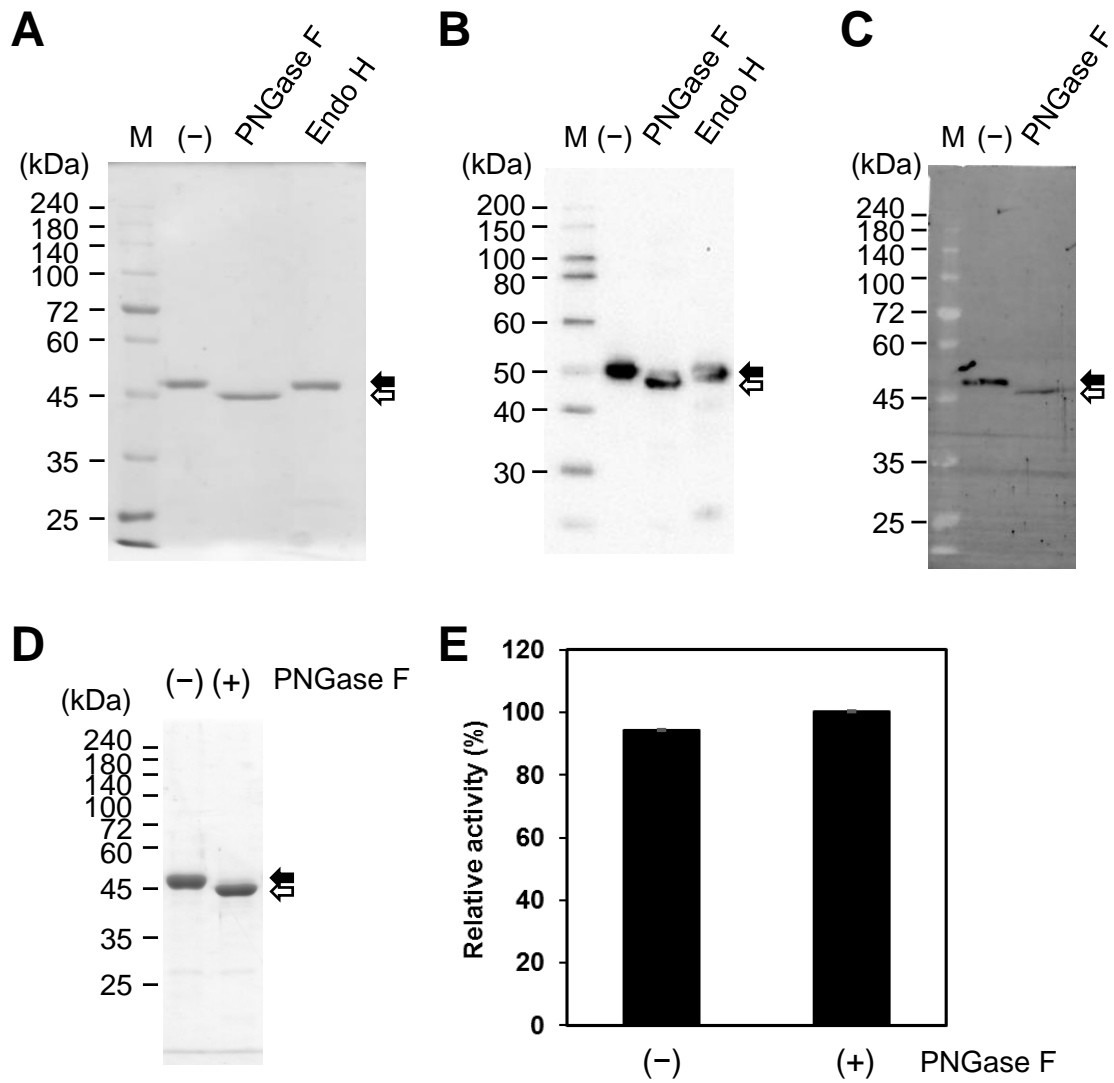 A
M (−) PNGase F Endo H
(kDa)
240
180
140
100
72
60
45
35
25
B
M (−) PNGase F Endo H
(kDa)
200
150
100
80
60
50
40
30
C
M (−) PNGase F
(kDa)
240
180
140
100
72
60
45
35
25
D
(−) (+) PNGase F
(kDa)
240
180
140
100
72
60
45
35
25
E
Relative activity (%)
120
100
80
60
40
20
0
(−) (+) PNGase F